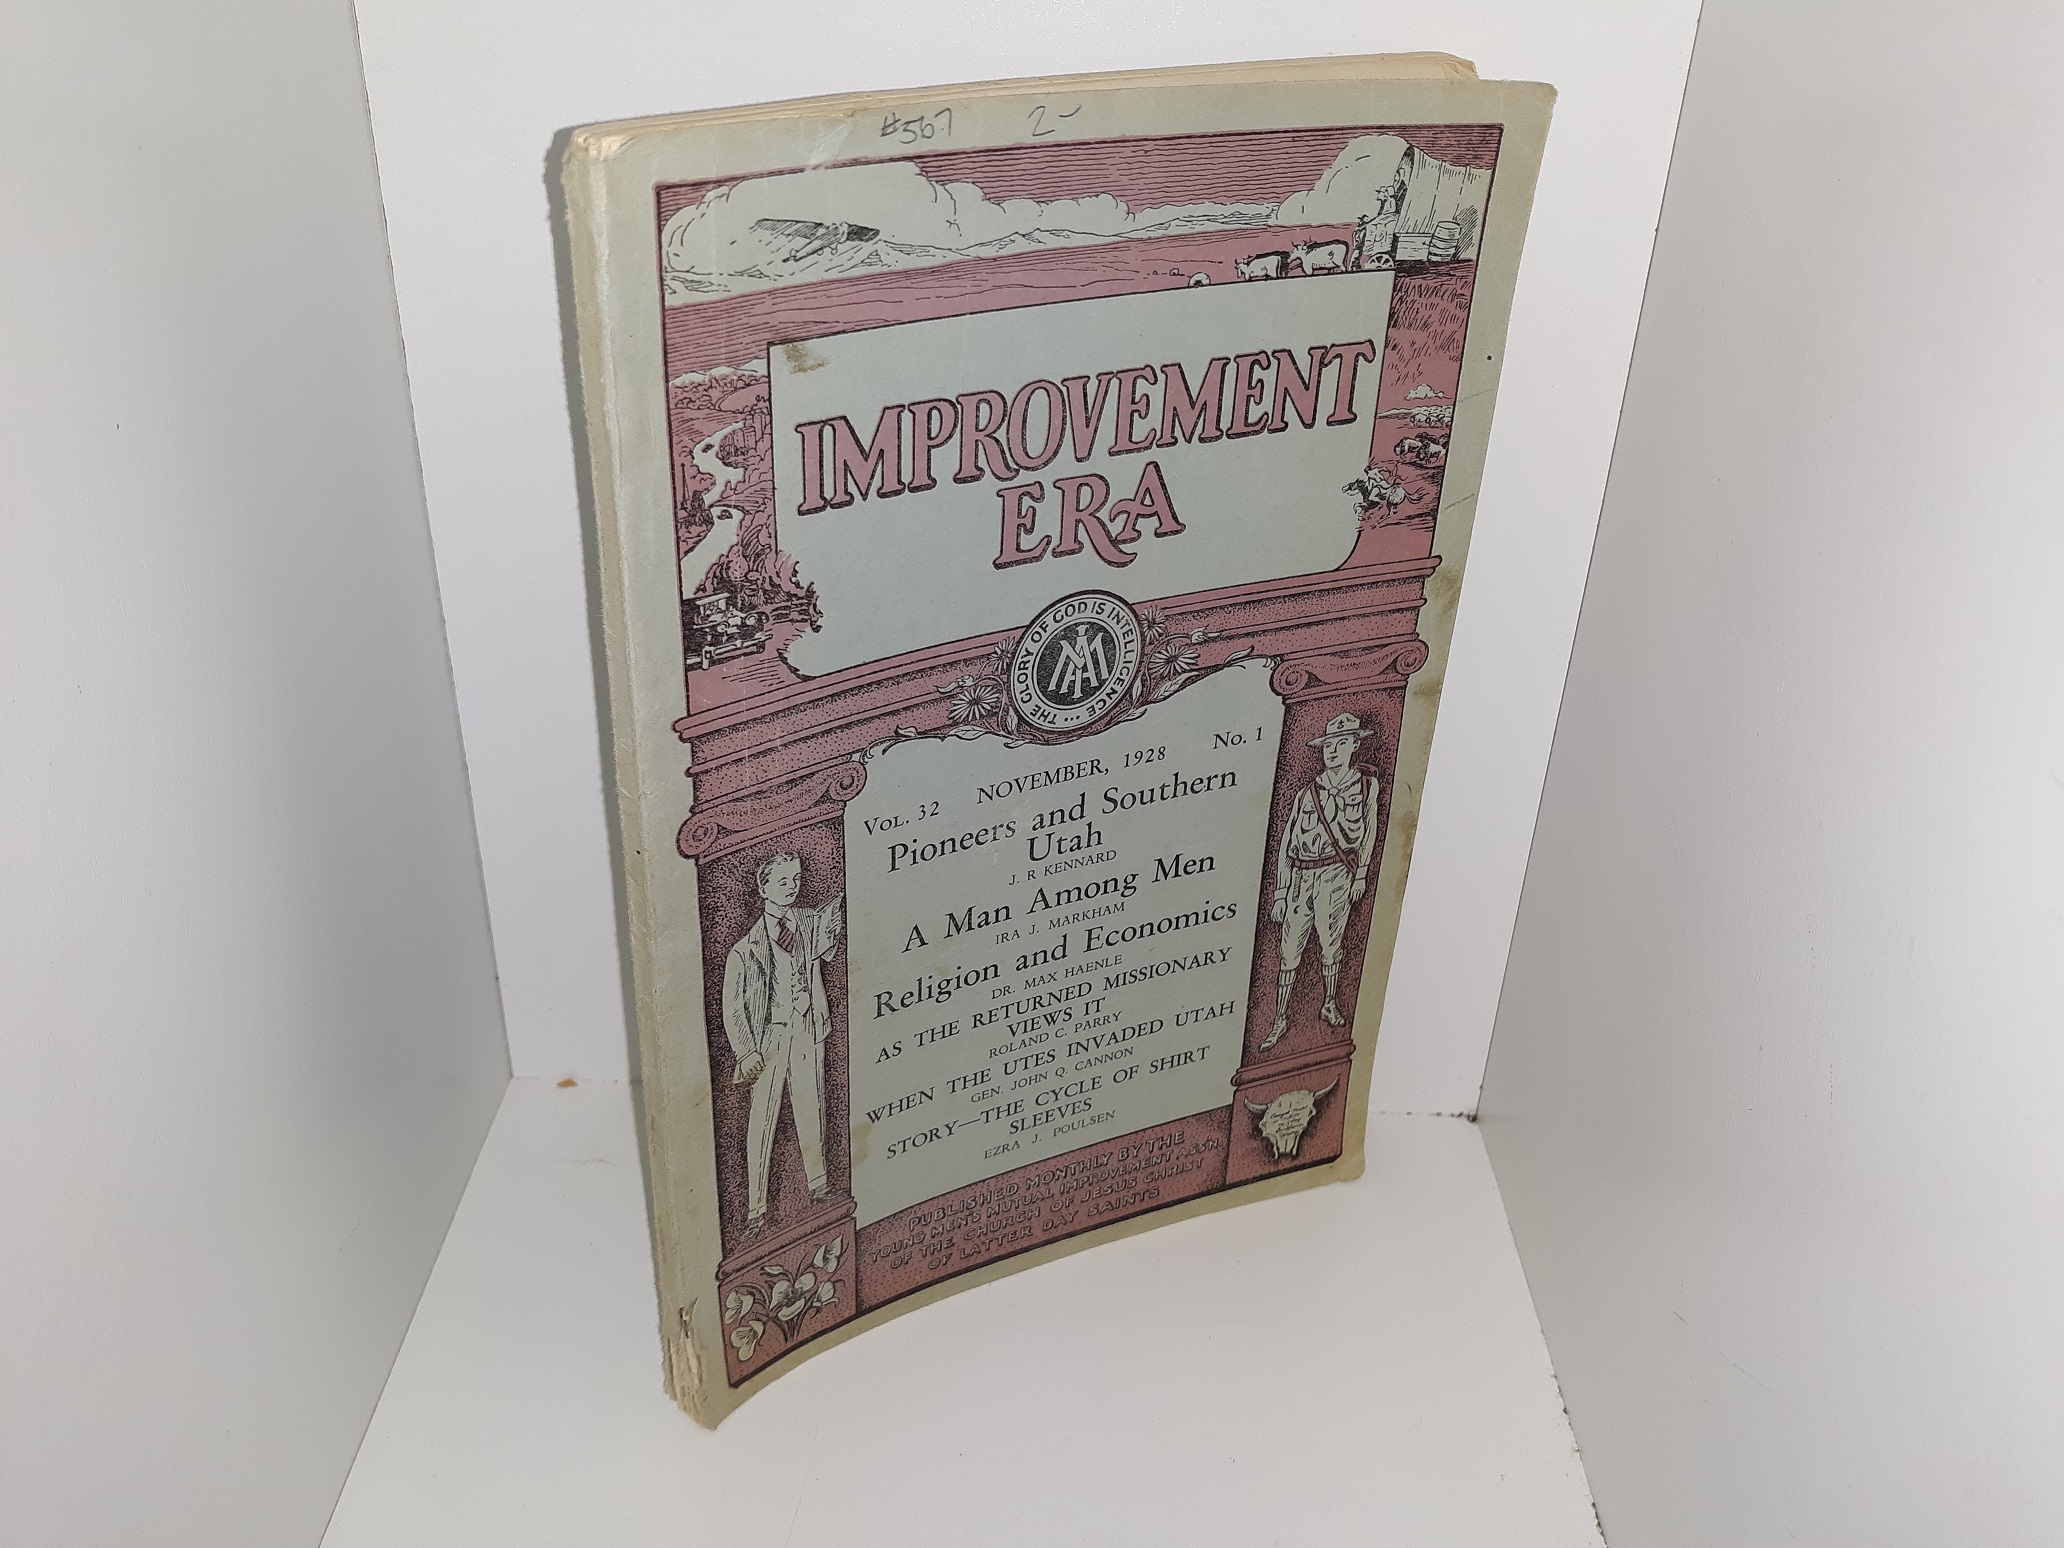 #567 2-
IMPROVEMENT
ERA
THE GLORY OF GOD IS INTELLIGENCE
YMMIA
VOL. 32 NOVEMBER, 1928 No. 1
Pioneers and Southern
Utah
J. R KENNARD
A Man Among Men
IRA J. MARKHAM
Religion and Economics
DR. MAX HAENLE
AS THE RETURNED MISSIONARY
VIEWS IT
ROLAND C. PARRY
WHEN THE UTES INVADED UTAH
GEN. JOHN Q. CANNON
STORY—THE CYCLE OF SHIRT
SLEEVES
EZRA J. POULSEN
PUBLISHED MONTHLY BY THE
YOUNG MEN'S MUTUAL IMPROVEMENT ASS'N.
OF THE CHURCH OF JESUS CHRIST
OF LATTER DAY SAINTS